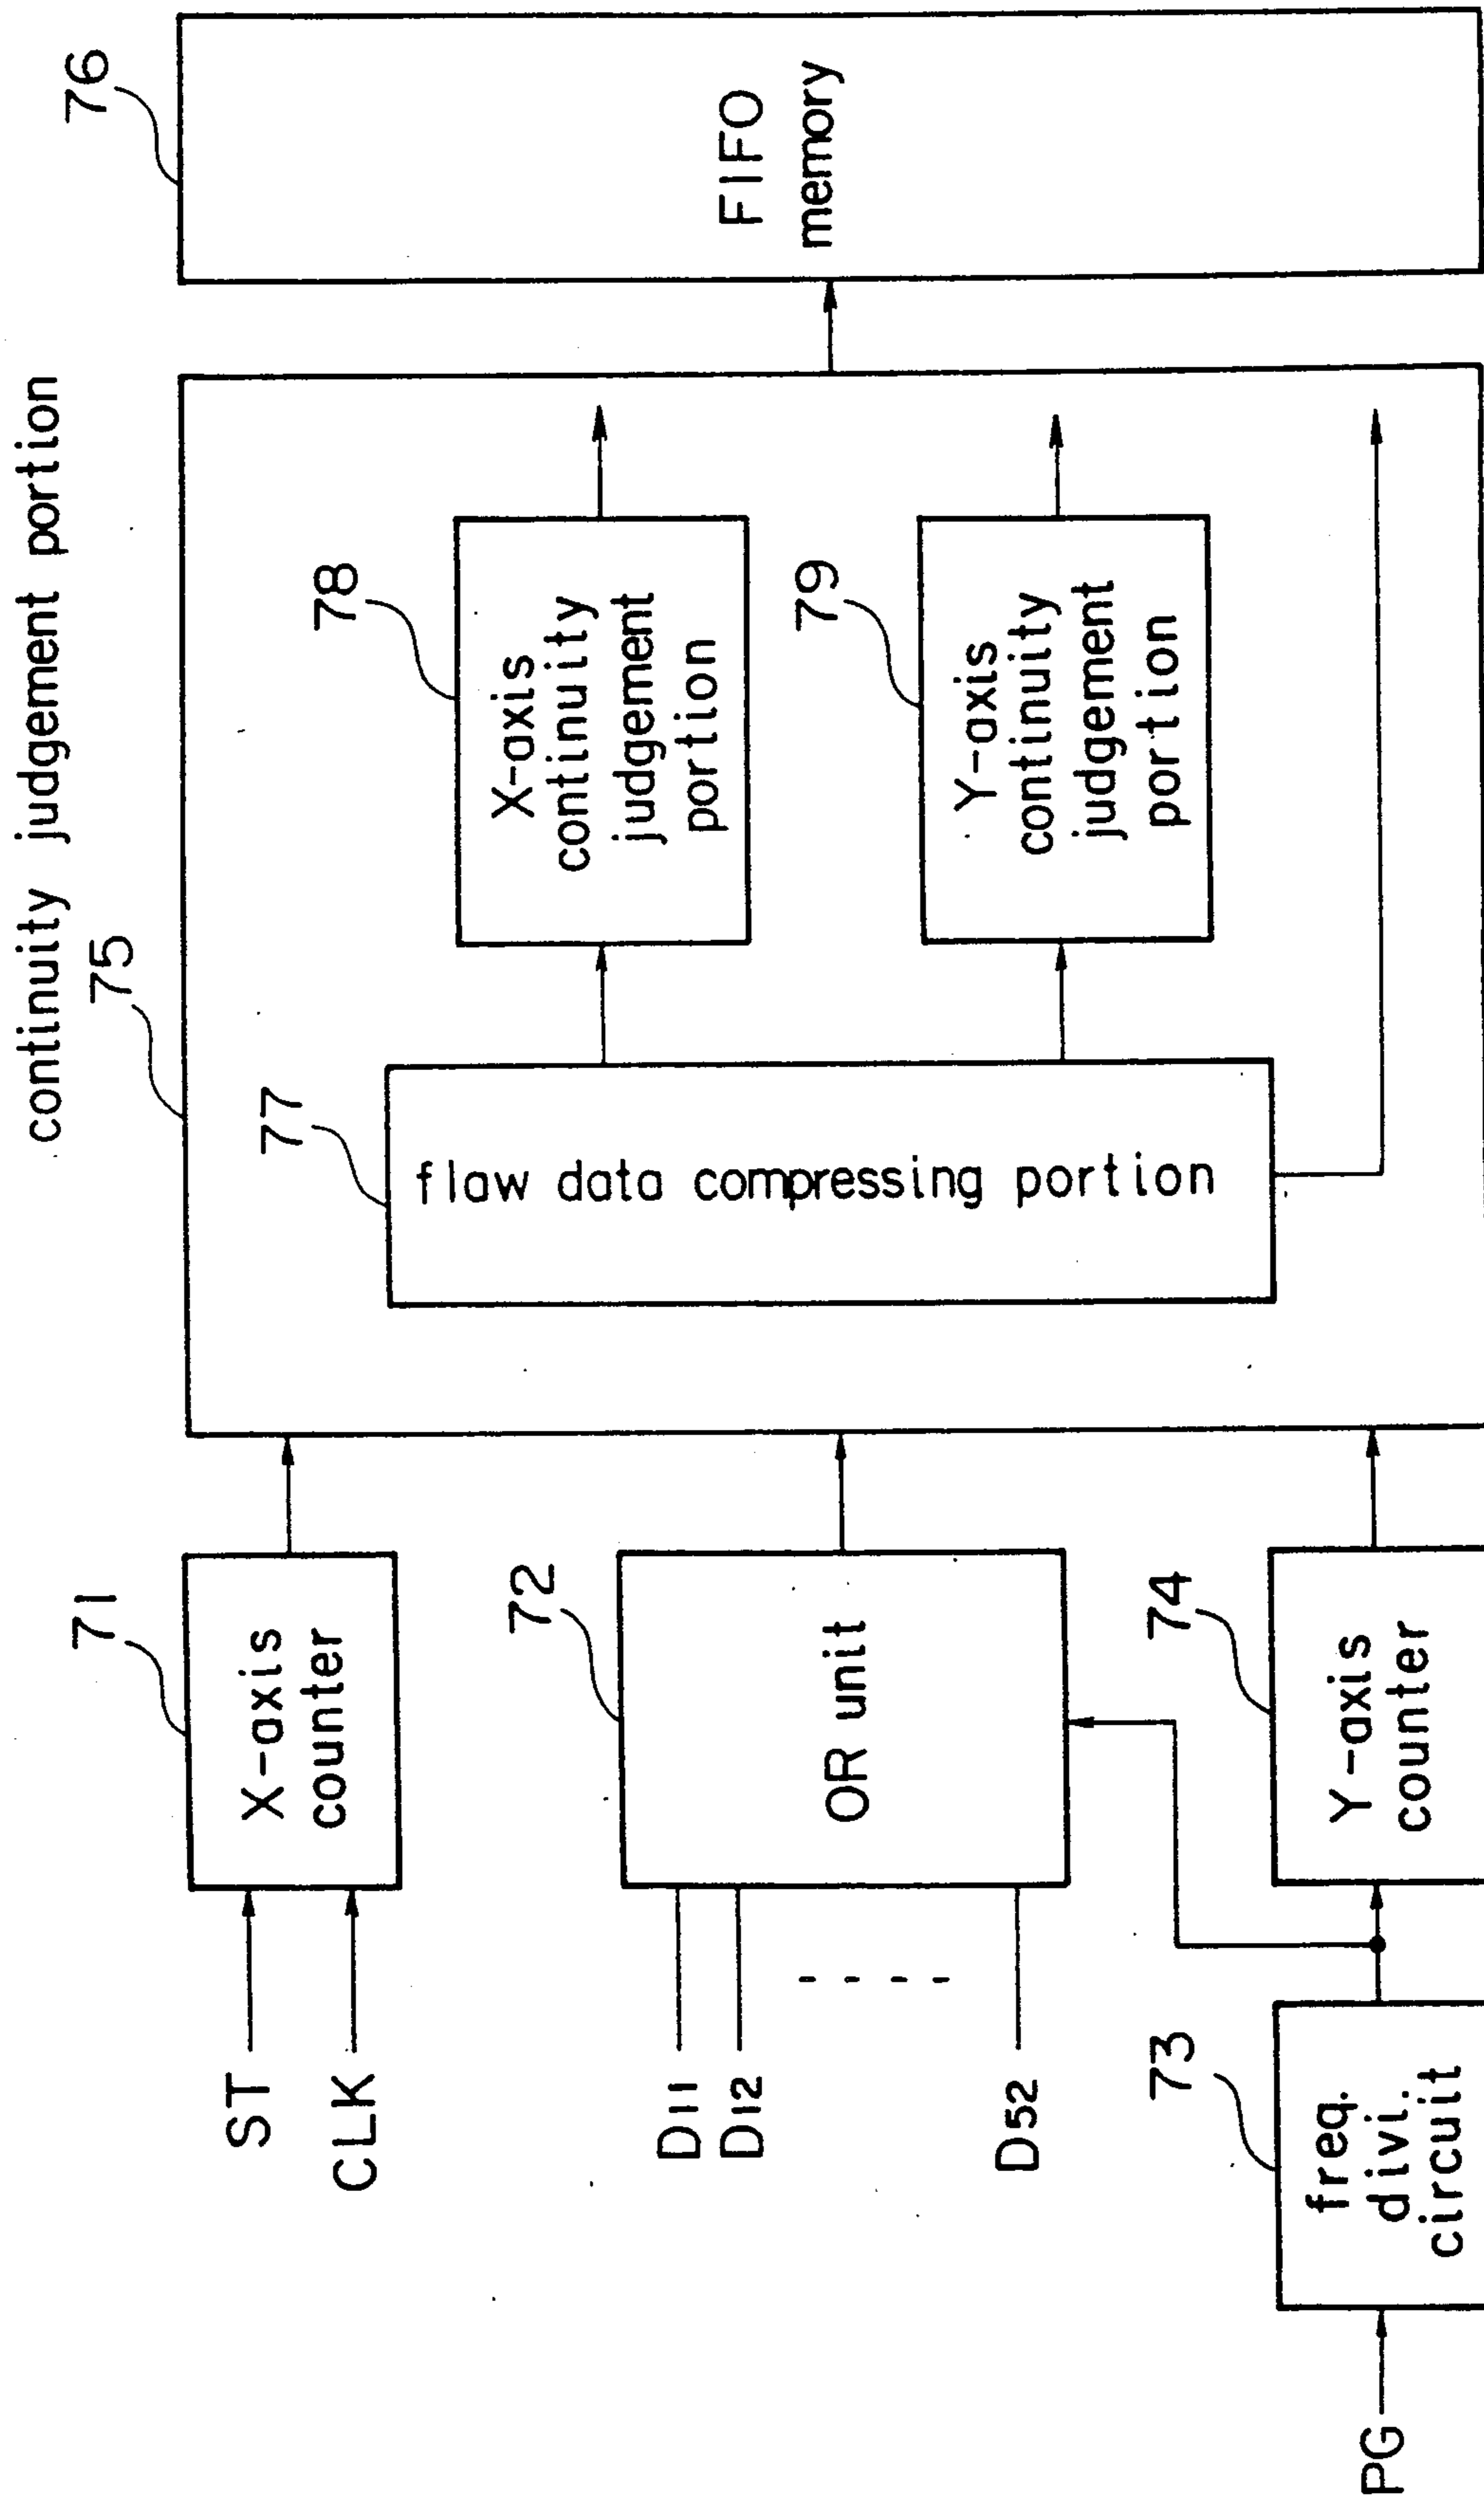 continuity judgement portion
75
76
71
X-axis
counter
ST
CLK
77
flaw data compressing portion
78
X-axis
continuity
judgement
portion
FIFO
memory
72
OR unit
D11
D12
D52
79
Y-axis
continuity
judgement
portion
73
freq.
divi.
circuit
PG
74
Y-axis
counter